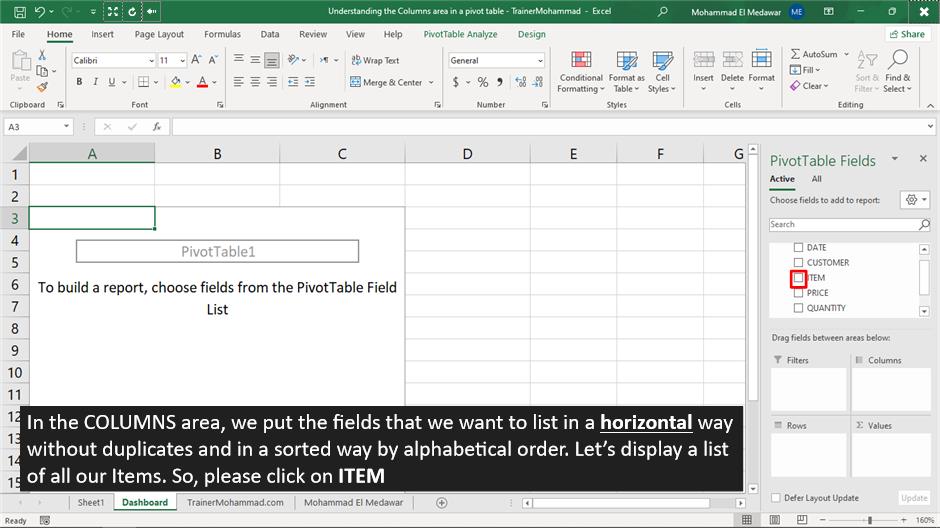 Understanding the Columns area in a pivot table - TrainerMohammad - Excel
Mohammad El Medawar ME
File Home Insert Page Layout Formulas Data Review View Help PivotTable Analyze Design Share
Paste
Clipboard
Calibri 11 A A
B I U A
Font
Wrap Text
Merge & Center
Alignment
General
$ % ,
Number
Conditional Formatting
Format as Table
Cell Styles
Styles
Insert Delete Format
Cells
AutoSum
Fill
Clear
Sort & Filter
Find & Select
Editing
A3 fx
A B C D E F G
1
2
3
4
5
6
7
8
9
10
11
12
13
14
15
PivotTable1
To build a report, choose fields from the PivotTable Field
List
PivotTable Fields
Active All
Choose fields to add to report:
Search
DATE
CUSTOMER
ITEM
PRICE
QUANTITY
Drag fields between areas below:
Filters Columns
Rows Σ Values
Defer Layout Update Update
In the COLUMNS area, we put the fields that we want to list in a horizontal way
without duplicates and in a sorted way by alphabetical order. Let’s display a list
of all our Items. So, please click on ITEM
Sheet1 Dashboard TrainerMohammad.com Mohammad El Medawar
Ready 160%